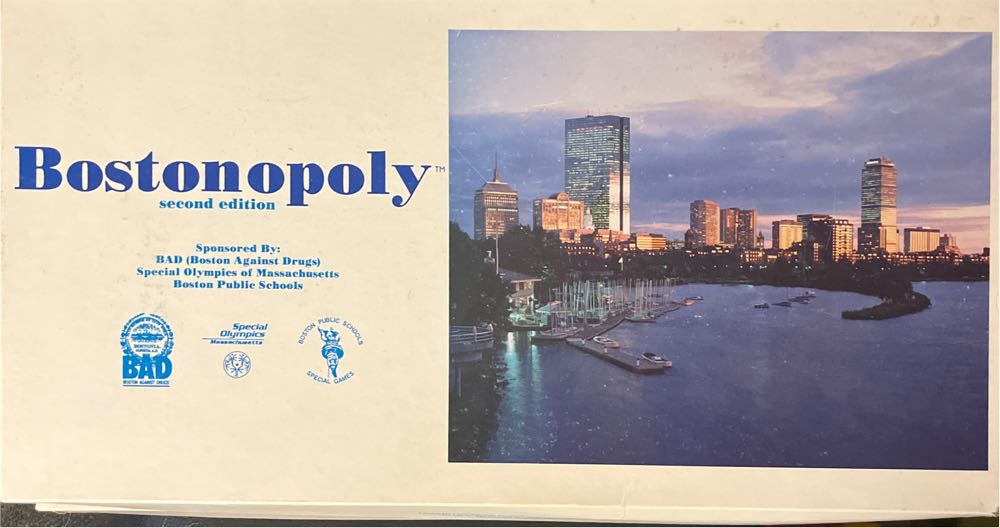 Bostonopoly™
second edition
Sponsored By:
BAD (Boston Against Drugs)
Special Olympics of Massachusetts
Boston Public Schools
BAD
BOSTON AGAINST DRUGS
Special
Olympics
Massachusetts
BOSTON PUBLIC SCHOOLS
SPECIAL GAMES